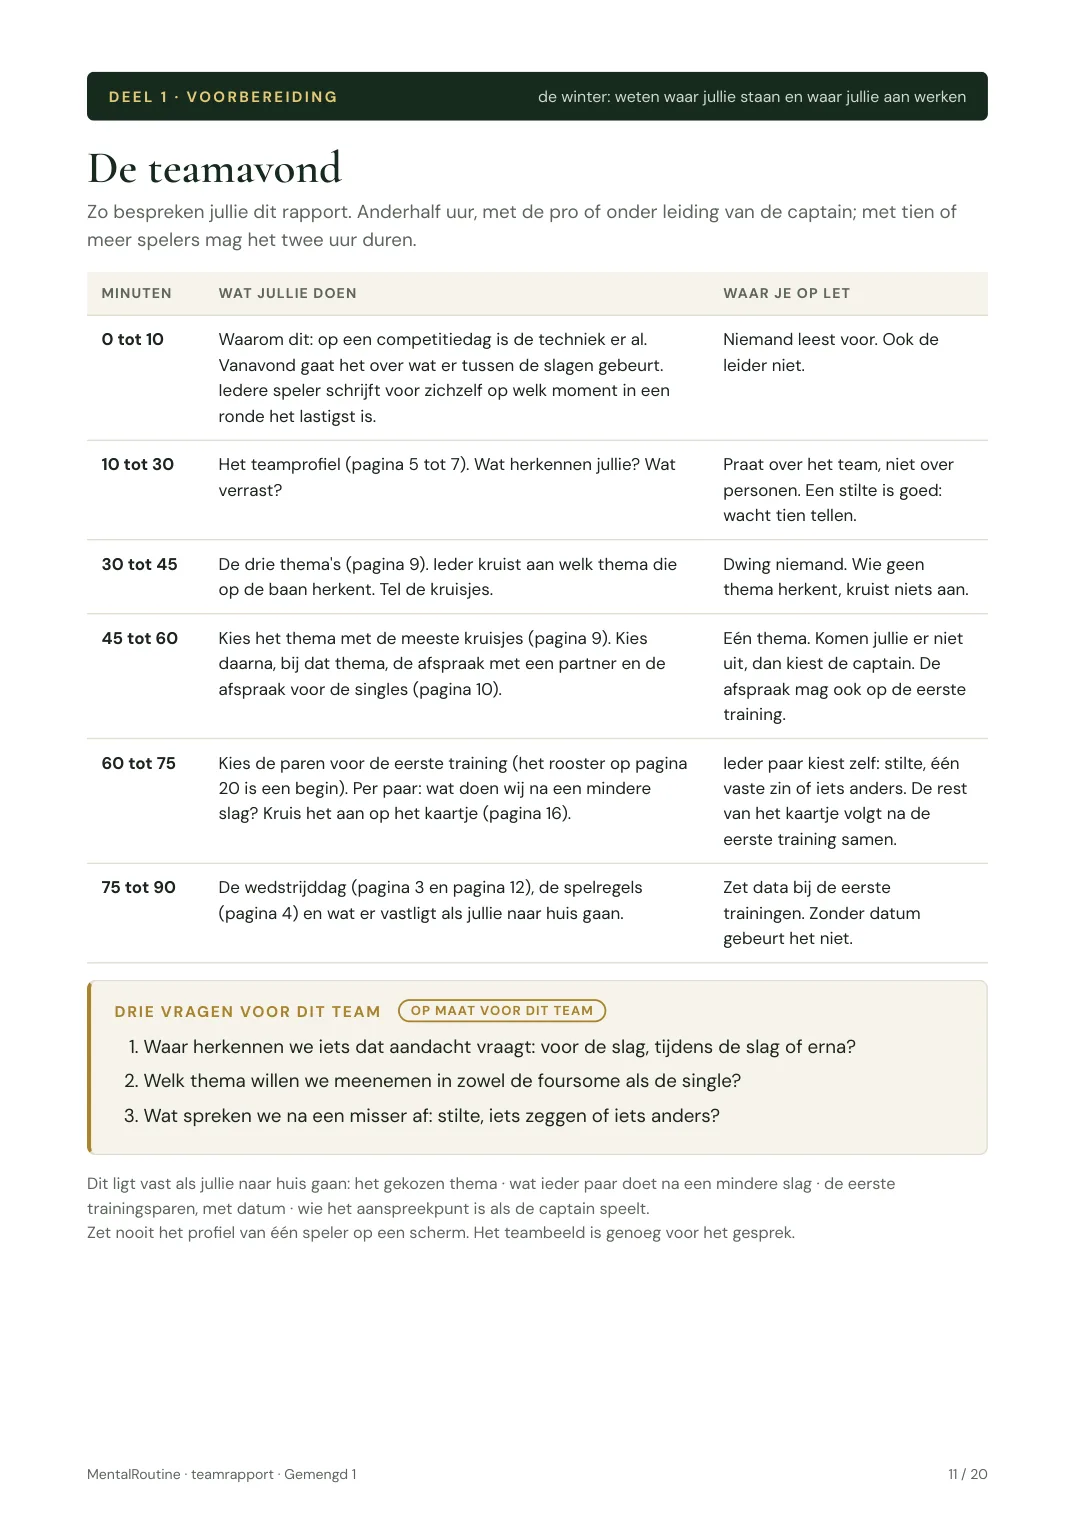 DEEL 1 · VOORBEREIDING
de winter: weten waar jullie staan en waar jullie aan werken
De teamavond
Zo bespreken jullie dit rapport. Anderhalf uur, met de pro of onder leiding van de captain; met tien of
meer spelers mag het twee uur duren.
MINUTEN
WAT JULLIE DOEN
WAAR JE OP LET
0 tot 10
Waarom dit: op een competitiedag is de techniek er al.
Vanavond gaat het over wat er tussen de slagen gebeurt.
Iedere speler schrijft voor zichzelf op welk moment in een
ronde het lastigst is.
Niemand leest voor. Ook de
leider niet.
10 tot 30
Het teamprofiel (pagina 5 tot 7). Wat herkennen jullie? Wat
verrast?
Praat over het team, niet over
personen. Een stilte is goed:
wacht tien tellen.
30 tot 45
De drie thema's (pagina 9). Ieder kruist aan welk thema die
op de baan herkent. Tel de kruisjes.
Dwing niemand. Wie geen
thema herkent, kruist niets aan.
45 tot 60
Kies het thema met de meeste kruisjes (pagina 9). Kies
daarna, bij dat thema, de afspraak met een partner en de
afspraak voor de singles (pagina 10).
Eén thema. Komen jullie er niet
uit, dan kiest de captain. De
afspraak mag ook op de eerste
training.
60 tot 75
Kies de paren voor de eerste training (het rooster op pagina
20 is een begin). Per paar: wat doen wij na een mindere
slag? Kruis het aan op het kaartje (pagina 16).
Ieder paar kiest zelf: stilte, één
vaste zin of iets anders. De rest
van het kaartje volgt na de
eerste training samen.
75 tot 90
De wedstrijddag (pagina 3 en pagina 12), de spelregels
(pagina 4) en wat er vastligt als jullie naar huis gaan.
Zet data bij de eerste
trainingen. Zonder datum
gebeurt het niet.
DRIE VRAGEN VOOR DIT TEAM
OP MAAT VOOR DIT TEAM
1. Waar herkennen we iets dat aandacht vraagt: voor de slag, tijdens de slag of erna?
2. Welk thema willen we meenemen in zowel de foursome als de single?
3. Wat spreken we na een misser af: stilte, iets zeggen of iets anders?
Dit ligt vast als jullie naar huis gaan: het gekozen thema · wat ieder paar doet na een mindere slag · de eerste
trainingsparen, met datum · wie het aanspreekpunt is als de captain speelt.
Zet nooit het profiel van één speler op een scherm. Het teambeeld is genoeg voor het gesprek.
MentalRoutine · teamrapport · Gemengd 1
11 / 20